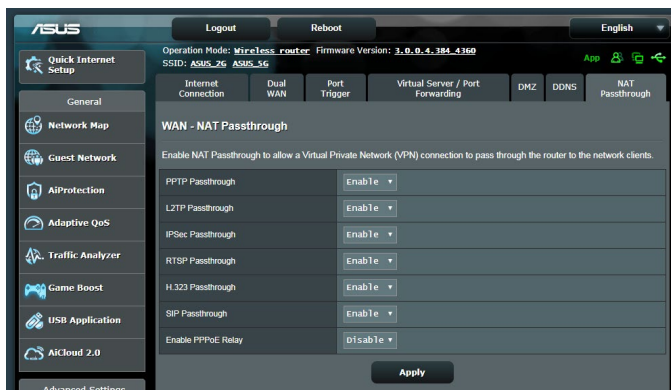 ASUS
Logout
Reboot
English
Operation Mode: Wireless router Firmware Version: 3.0.0.4.384_4360
SSID: ASUS_2G ASUS_5G
App
Quick Internet
Setup
General
Network Map
Guest Network
AiProtection
Adaptive QoS
Traffic Analyzer
Game Boost
USB Application
AiCloud 2.0
Advanced Settings
Internet
Connection
Dual
WAN
Port
Trigger
Virtual Server / Port
Forwarding
DMZ
DDNS
NAT
Passthrough
WAN - NAT Passthrough
Enable NAT Passthrough to allow a Virtual Private Network (VPN) connection to pass through the router to the network clients.
PPTP Passthrough Enable
L2TP Passthrough Enable
IPSec Passthrough Enable
RTSP Passthrough Enable
H.323 Passthrough Enable
SIP Passthrough Enable
Enable PPPoE Relay Disable
Apply